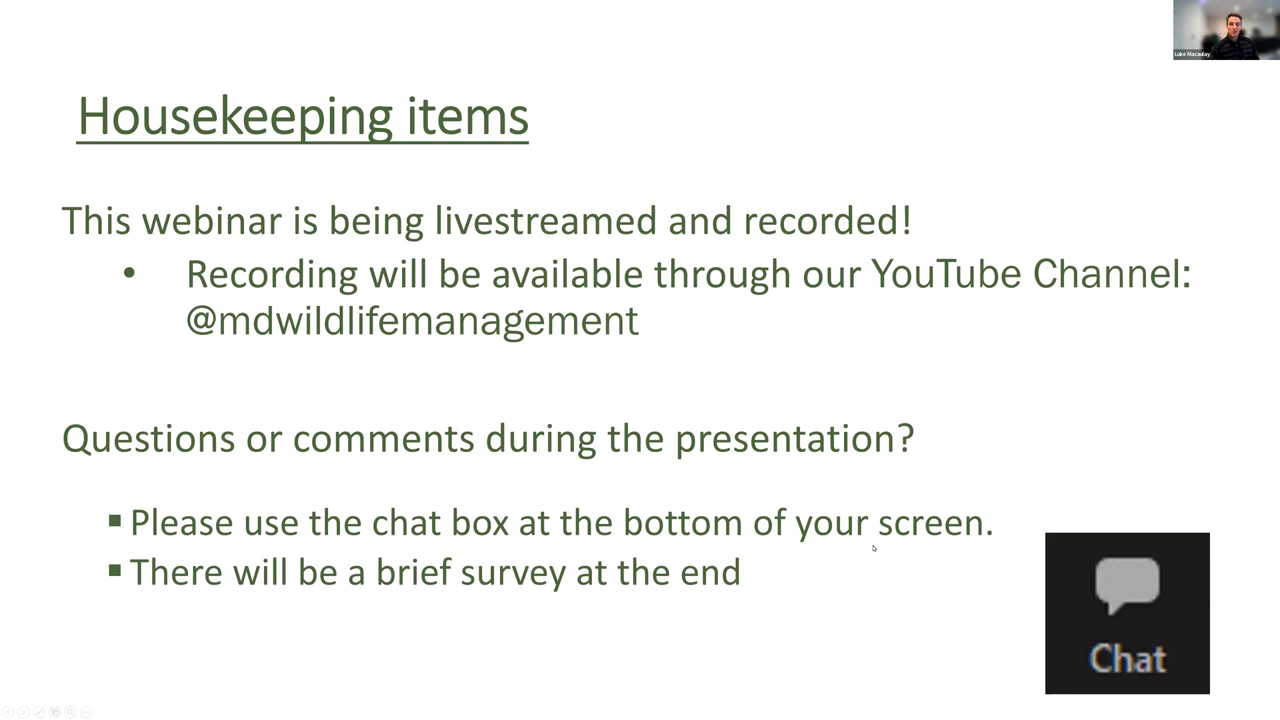 Luke Macaulay
Housekeeping items
This webinar is being livestreamed and recorded!
• Recording will be available through our YouTube Channel:
@mdwildlifemanagement
Questions or comments during the presentation?
▪ Please use the chat box at the bottom of your screen.
▪ There will be a brief survey at the end
Chat